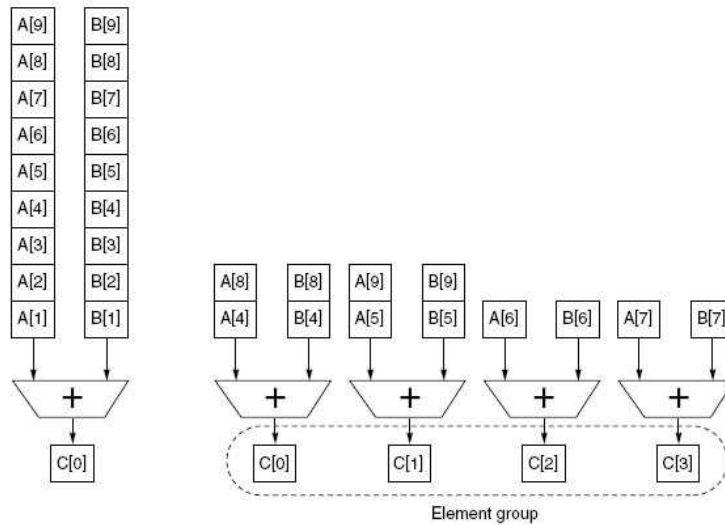 A[9] B[9]
A[8] B[8]
A[7] B[7]
A[6] B[6]
A[5] B[5]
A[4] B[4]
A[3] B[3]
A[2] B[2] A[8] B[8] A[9] B[9]
A[1] B[1] A[4] B[4] A[5] B[5] A[6] B[6] A[7] B[7]
+ + + + +
C[0] C[0] C[1] C[2] C[3]
Element group